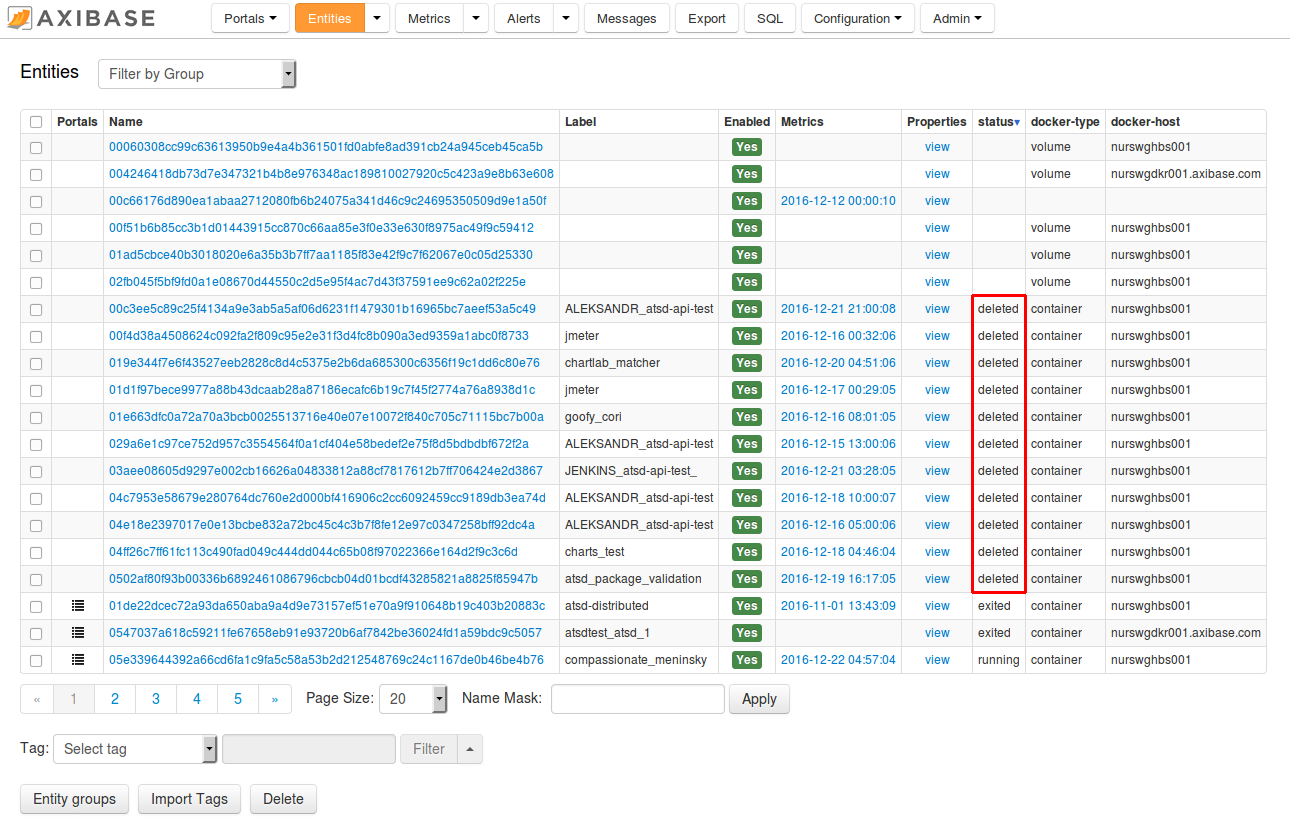 AXIBASE Portals Entities Metrics Alerts Messages Export SQL Configuration Admin
Entities Filter by Group
Portals Name Label Enabled Metrics Properties status docker-type docker-host
00060308cc99c63613950b9e4a4b361501fd0abfe8ad391cb24a945ceb45ca5b Yes view volume nurswghbs001
004246418db73d7e347321b4b8e976348ac189810027920c5c423a9e8b63e608 Yes view volume nurswgdkr001.axibase.com
00c66176d890ea1abaa2712080fb6b24075a341d46c9c24695350509d9e1a50f Yes 2016-12-12 00:00:10 view
00f51b6b85cc3b1d01443915cc870c66aa85e3f0e33e630f8975ac49f9c59412 Yes view volume nurswghbs001
01ad5cbce40b3018020e6a35b3b7ff7aa1185f83e42f9c7f62067e0c05d25330 Yes view volume nurswghbs001
02fb045f5bf9fd0a1e08670d44550c2d5e95f4ac7d43f37591ee9c62a02f225e Yes view volume nurswghbs001
00c3ee5c89c25f4134a9e3ab5a5af06d6231f1479301b16965bc7aeef53a5c49 ALEKSANDR_atsd-api-test Yes 2016-12-21 21:00:08 view deleted container nurswghbs001
00f4d38a4508624c092fa2f809c95e2e31f3d4fc8b090a3ed9359a1abc0f8733 jmeter Yes 2016-12-16 00:32:06 view deleted container nurswghbs001
019e344f7e6f43527eeb2828c8d4c5375e2b6da685300c6356f19c1dd6c80e76 chartlab_matcher Yes 2016-12-20 04:51:06 view deleted container nurswghbs001
01d1f97bece9977a88b43dcaab28a87186ecafc6b19c7f45f2774a76a8938d1c jmeter Yes 2016-12-17 00:29:05 view deleted container nurswghbs001
01e663dfc0a72a70a3bcb0025513716e40e07e10072f840c705c71115bc7b00a goofy_cori Yes 2016-12-16 08:01:05 view deleted container nurswghbs001
029a6e1c97ce752d957c3554564f0a1cf404e58bedef2e75f8d5bdbdbf672f2a ALEKSANDR_atsd-api-test Yes 2016-12-15 13:00:06 view deleted container nurswghbs001
03aee08605d9297e002cb16626a04833812a88cf7817612b7ff706424e2d3867 JENKINS_atsd-api-test_ Yes 2016-12-21 03:28:05 view deleted container nurswghbs001
04c7953e58679e280764dc760e2d000bf416906c2cc6092459cc9189db3ea74d ALEKSANDR_atsd-api-test Yes 2016-12-18 10:00:07 view deleted container nurswghbs001
04e18e2397017e0e13bcbe832a72bc45c4c3b7f8fe12e97c0347258bff92dc4a ALEKSANDR_atsd-api-test Yes 2016-12-16 05:00:06 view deleted container nurswghbs001
04ff26c7ff61fc113c490fad049c444dd044c65b08f97022366e164d2f9c3c6d charts_test Yes 2016-12-18 04:46:04 view deleted container nurswghbs001
0502af80f93b00336b6892461086796cbcb04d01bcdf43285821a8825f85947b atsd_package_validation Yes 2016-12-19 16:17:05 view deleted container nurswghbs001
01de22dcec72a93da650aba9a4d9e73157ef51e70a9f910648b19c403b20883c atsd-distributed Yes 2016-11-01 13:43:09 view exited container nurswghbs001
0547037a618c59211fe67658eb91e93720b6af7842be36024fd1a59bdc9c5057 atsdtest_atsd_1 Yes view exited container nurswgdkr001.axibase.com
05e339644392a66cd6fa1c9fa5c58a53b2d212548769c24c1167de0b46be4b76 compassionate_meninsky Yes 2016-12-22 04:57:04 view running container nurswghbs001
« 1 2 3 4 5 » Page Size: 20 Name Mask: Apply
Tag: Select tag Filter
Entity groups Import Tags Delete